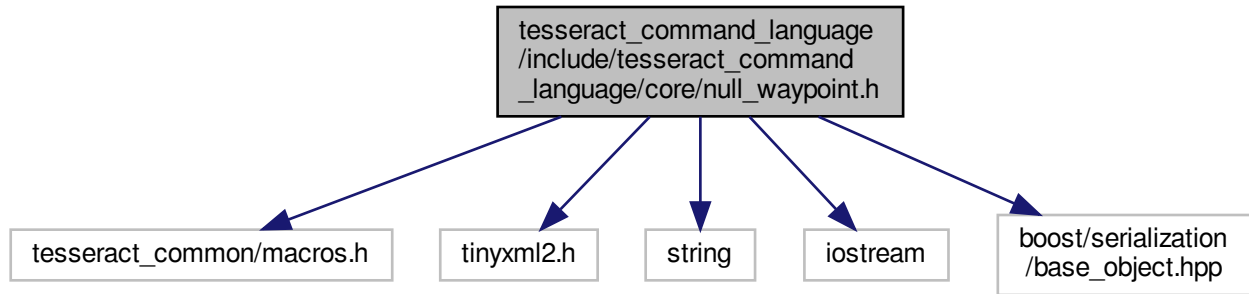 tesseract_command_language
/include/tesseract_command
_language/core/null_waypoint.h
tesseract_common/macros.h
tinyxml2.h
string
iostream
boost/serialization
/base_object.hpp